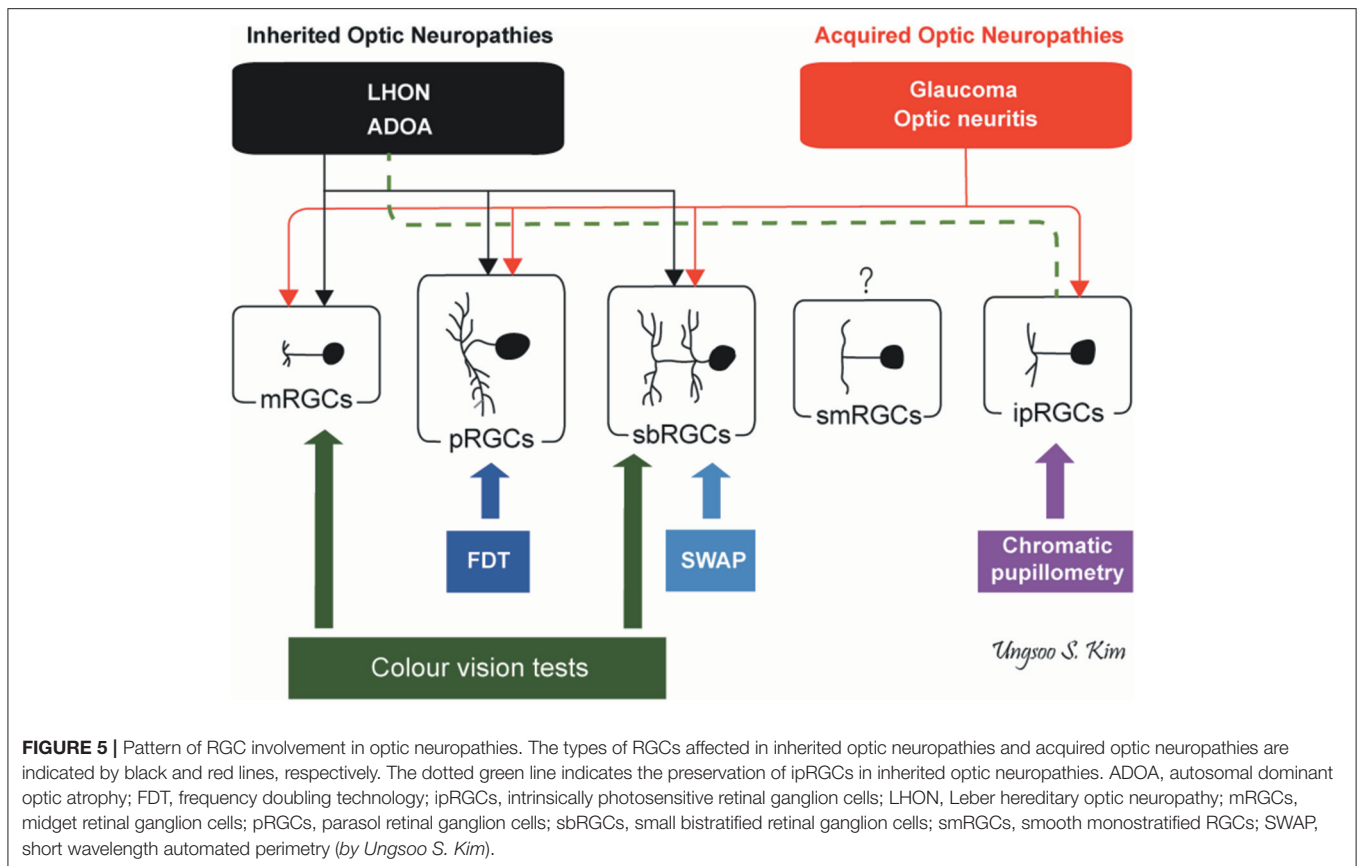 Inherited Optic Neuropathies
Acquired Optic Neuropathies
LHON
ADOA
Glaucoma
Optic neuritis
?
mRGCs
pRGCs
sbRGCs
smRGCs
ipRGCs
FDT
SWAP
Chromatic
pupillometry
Colour vision tests
Ungsoo S. Kim
FIGURE 5 | Pattern of RGC involvement in optic neuropathies. The types of RGCs affected in inherited optic neuropathies and acquired optic neuropathies are
indicated by black and red lines, respectively. The dotted green line indicates the preservation of ipRGCs in inherited optic neuropathies. ADOA, autosomal dominant
optic atrophy; FDT, frequency doubling technology; ipRGCs, intrinsically photosensitive retinal ganglion cells; LHON, Leber hereditary optic neuropathy; mRGCs,
midget retinal ganglion cells; pRGCs, parasol retinal ganglion cells; sbRGCs, small bistratified retinal ganglion cells; smRGCs, smooth monostratified RGCs; SWAP,
short wavelength automated perimetry (by Ungsoo S. Kim).